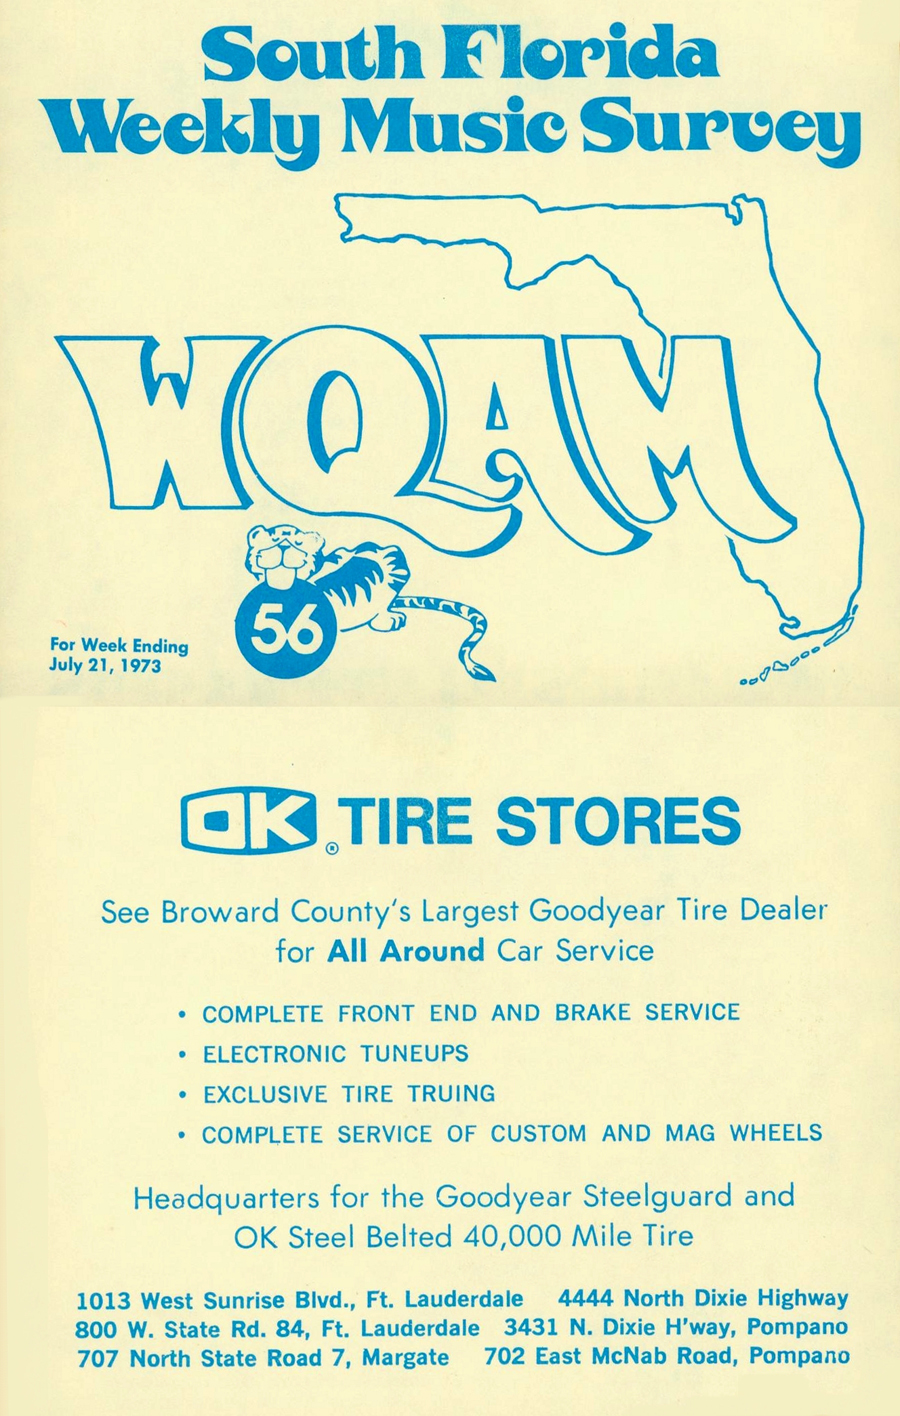 South Florida
Weekly Music Survey
WQAM
56
For Week Ending
July 21, 1973
OK® TIRE STORES
See Broward County's Largest Goodyear Tire Dealer
for All Around Car Service
• COMPLETE FRONT END AND BRAKE SERVICE
• ELECTRONIC TUNEUPS
• EXCLUSIVE TIRE TRUING
• COMPLETE SERVICE OF CUSTOM AND MAG WHEELS
Headquarters for the Goodyear Steelguard and
OK Steel Belted 40,000 Mile Tire
1013 West Sunrise Blvd., Ft. Lauderdale 4444 North Dixie Highway
800 W. State Rd. 84, Ft. Lauderdale 3431 N. Dixie H'way, Pompano
707 North State Road 7, Margate 702 East McNab Road, Pompano